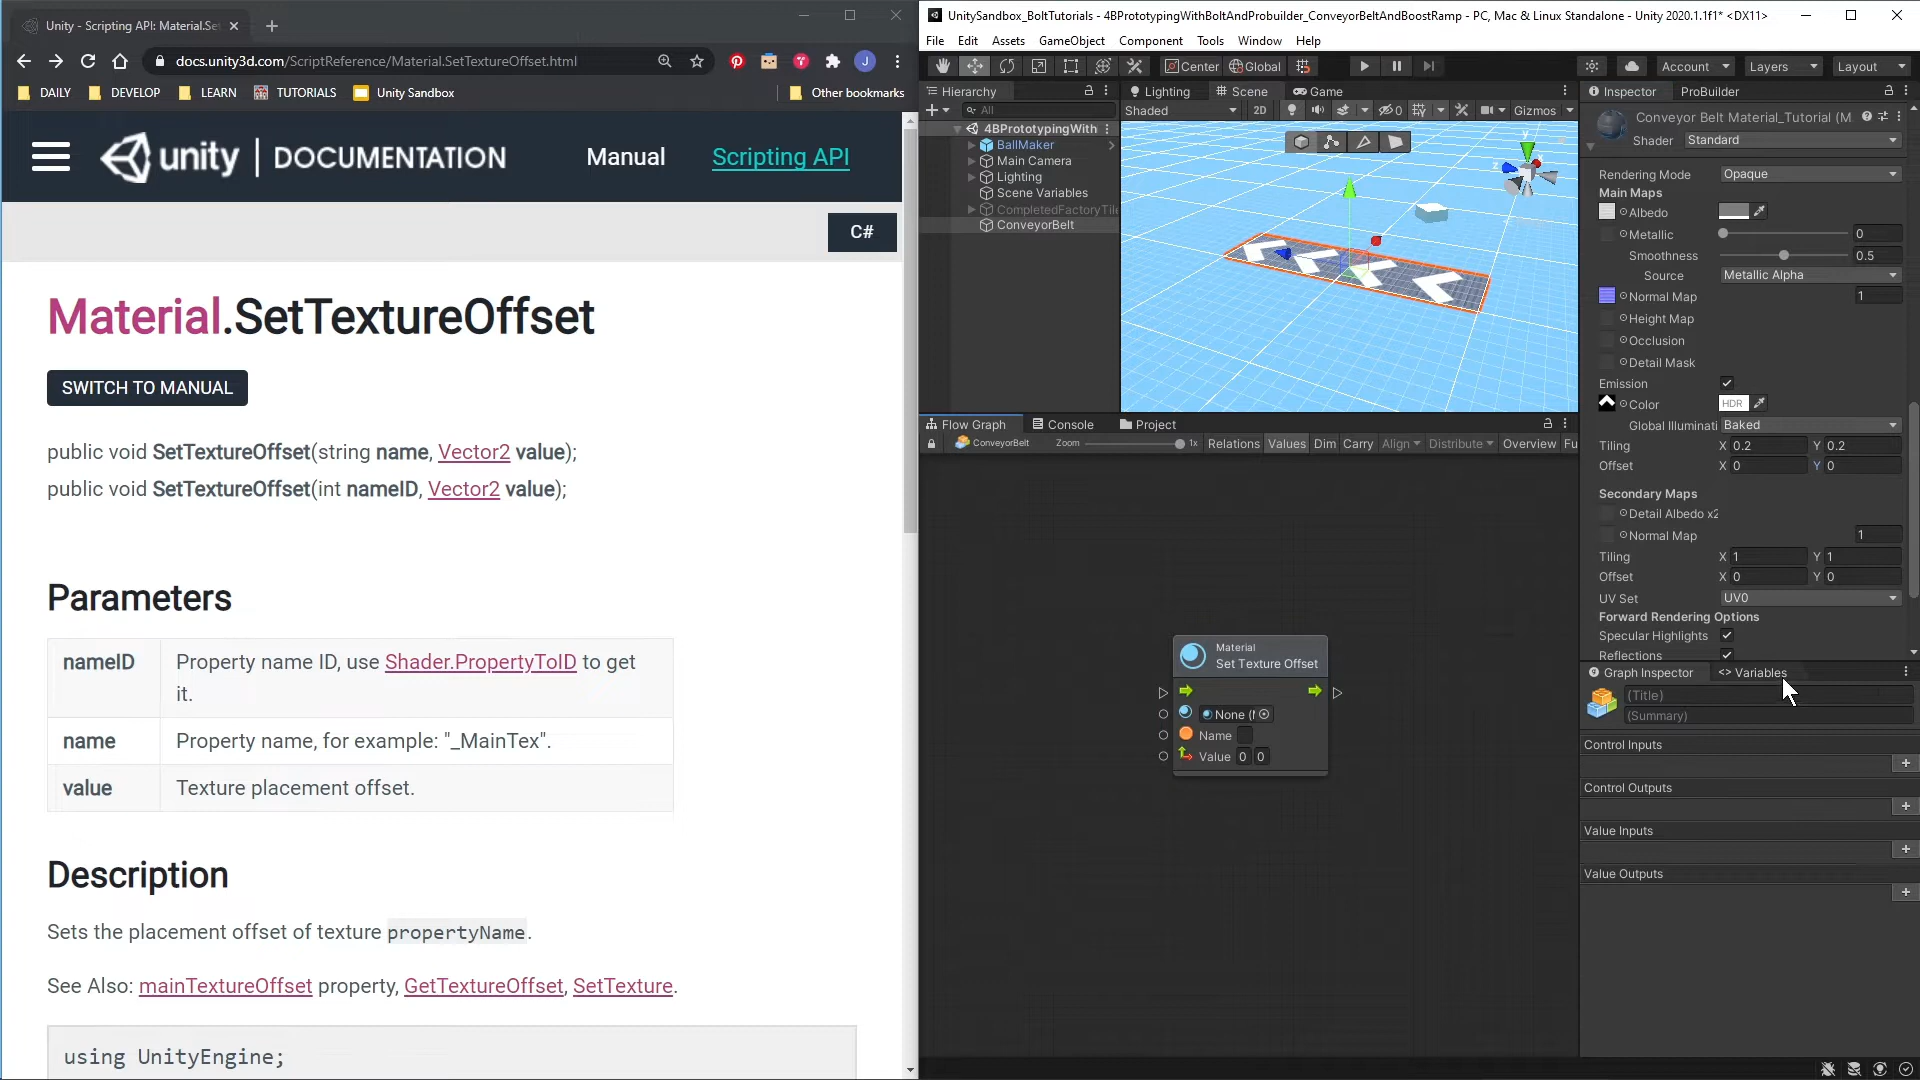 Unity - Scripting API: Material.Se
docs.unity3d.com/ScriptReference/Material.SetTextureOffset.html
J
DAILY
DEVELOP
LEARN
TUTORIALS
Unity Sandbox
Other bookmarks
unity | DOCUMENTATION
Manual
Scripting API
C#
Material.SetTextureOffset
SWITCH TO MANUAL
public void SetTextureOffset(string name, Vector2 value);
public void SetTextureOffset(int nameID, Vector2 value);
Parameters
nameID
Property name ID, use Shader.PropertyToID to get
it.
name
Property name, for example: "_MainTex".
value
Texture placement offset.
Description
Sets the placement offset of texture propertyName.
See Also: mainTextureOffset property, GetTextureOffset, SetTexture.
using UnityEngine;
UnitySandbox_BoltTutorials - 4BPrototypingWithBoltAndProbuilder_ConveyorBeltAndBoostRamp - PC, Mac & Linux Standalone - Unity 2020.1.1f1* <DX11>
File Edit Assets GameObject Component Tools Window Help
Center
Global
Account
Layers
Layout
Hierarchy
All
4BPrototypingWith
BallMaker
Main Camera
Lighting
Scene Variables
CompletedFactoryTile
ConveyorBelt
Lighting
Scene
Game
Shaded
2D
0
Gizmos
y
z
Flow Graph
Console
Project
ConveyorBelt
Zoom
1x
Relations
Values
Dim
Carry
Align
Distribute
Overview
Fu
Material
Set Texture Offset
None (
Name
Value 0 0
Inspector
ProBuilder
Conveyor Belt Material_Tutorial (M
Shader Standard
Rendering Mode Opaque
Main Maps
Albedo
Metallic 0
Smoothness 0.5
Source Metallic Alpha
Normal Map 1
Height Map
Occlusion
Detail Mask
Emission
Color HDR
Global Illuminati Baked
Tiling X 0.2 Y 0.2
Offset X 0 Y 0
Secondary Maps
Detail Albedo x2
Normal Map 1
Tiling X 1 Y 1
Offset X 0 Y 0
UV Set UV0
Forward Rendering Options
Specular Highlights
Reflections
Graph Inspector
<> Variables
(Title)
(Summary)
Control Inputs
Control Outputs
Value Inputs
Value Outputs